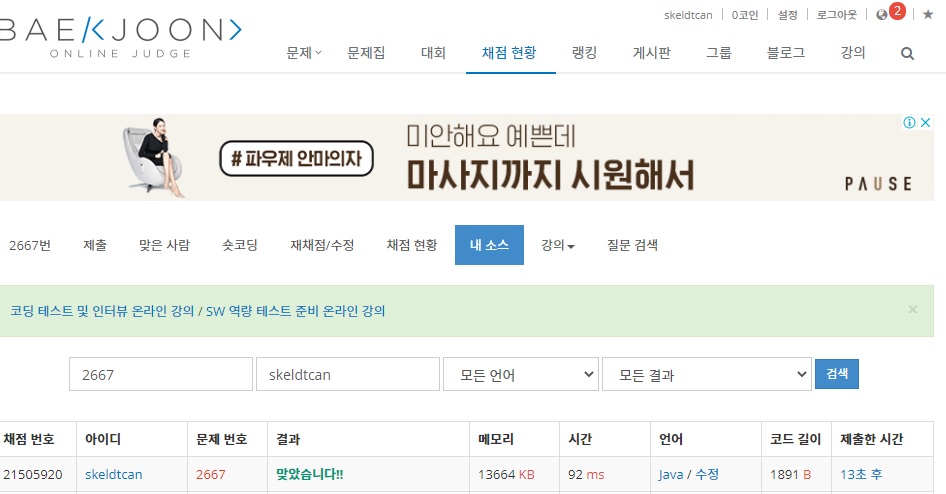 skeldtcan 0코인 설정 로그아웃 2 ★
BAE/<JOON>
ONLINE JUDGE
문제 문제집 대회 채점 현황 랭킹 게시판 그룹 블로그 강의
# 파우제 안마의자
미안해요 예쁜데
마사지까지 시원해서
PAUSE
2667번 제출 맞은 사람 숏코딩 재채점/수정 채점 현황 내 소스 강의 질문 검색
코딩 테스트 및 인터뷰 온라인 강의 / SW 역량 테스트 준비 온라인 강의 ×
2667 skeldtcan 모든 언어 모든 결과 검색
채점 번호 아이디 문제 번호 결과 메모리 시간 언어 코드 길이 제출한 시간
21505920 skeldtcan 2667 맞았습니다!! 13664 KB 92 ms Java / 수정 1891 B 13초 후